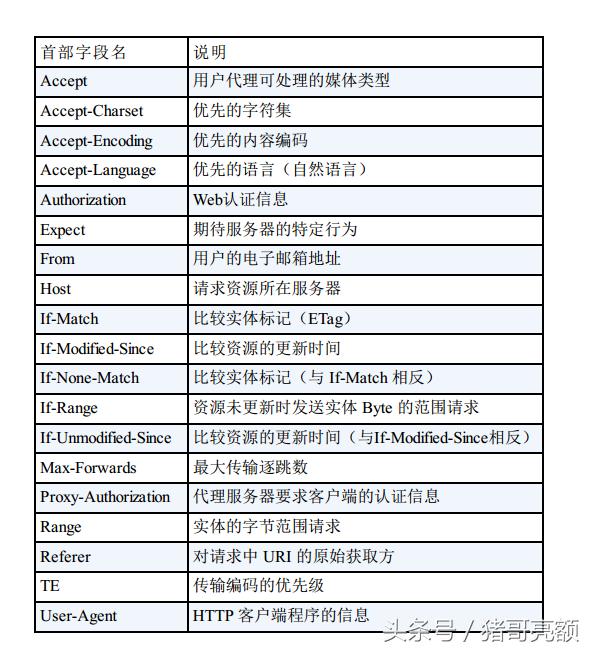 首部字段名 说明
Accept 用户代理可处理的媒体类型
Accept-Charset 优先的字符集
Accept-Encoding 优先的内容编码
Accept-Language 优先的语言（自然语言）
Authorization Web认证信息
Expect 期待服务器的特定行为
From 用户的电子邮箱地址
Host 请求资源所在服务器
If-Match 比较实体标记（ETag）
If-Modified-Since 比较资源的更新时间
If-None-Match 比较实体标记（与 If-Match 相反）
If-Range 资源未更新时发送实体 Byte 的范围请求
If-Unmodified-Since 比较资源的更新时间（与If-Modified-Since相反）
Max-Forwards 最大传输逐跳数
Proxy-Authorization 代理服务器要求客户端的认证信息
Range 实体的字节范围请求
Referer 对请求中 URI 的原始获取方
TE 传输编码的优先级
User-Agent HTTP 客户端程序的信息
头条号 / 猪哥亮额